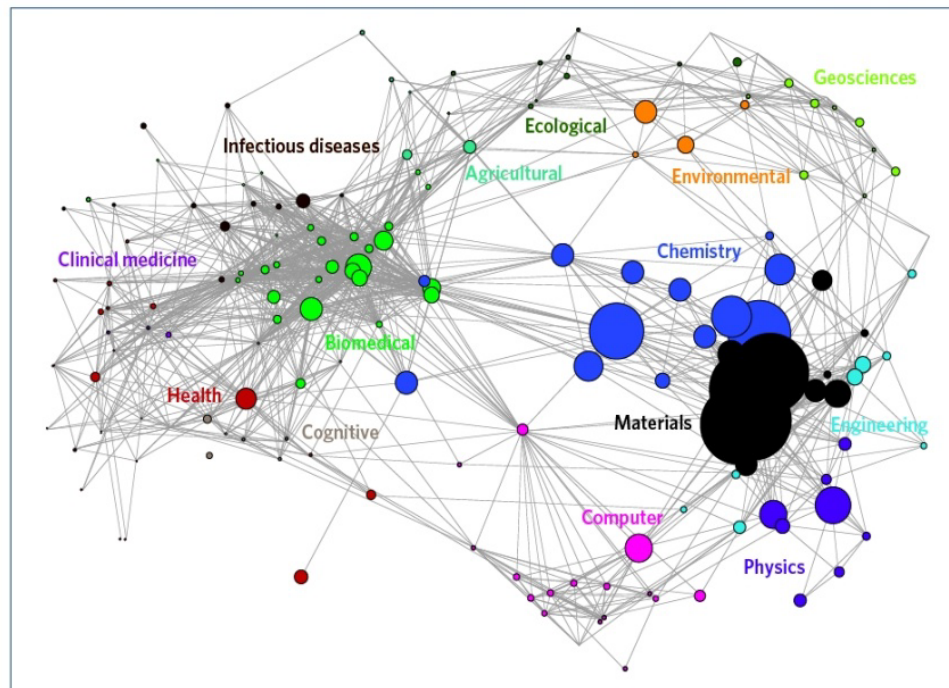 Geosciences
Ecological
Infectious diseases
Agricultural
Environmental
Clinical medicine
Chemistry
Biomedical
Health
Cognitive
Materials
Engineering
Computer
Physics